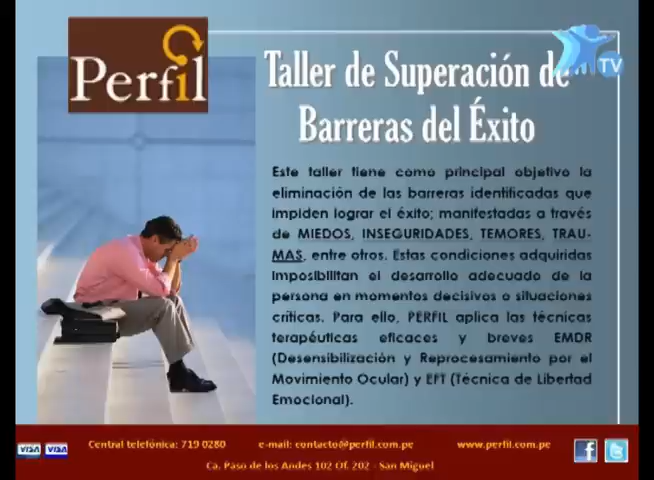 Perfil
TV
Taller de Superación de
Barreras del Éxito
Este taller tiene como principal objetivo la
eliminación de las barreras identificadas que
impiden lograr el éxito; manifestadas a través
de MIEDOS, INSEGURIDADES, TEMORES, TRAU-
MAS, entre otros. Estas condiciones adquiridas
imposibilitan el desarrollo adecuado de la
persona en momentos decisivos o situaciones
críticas. Para ello, PERFIL aplica las técnicas
terapéuticas eficaces y breves EMDR
(Desensibilización y Reprocesamiento por el
Movimiento Ocular) y EFT (Técnica de Libertad
Emocional).
VISA VISA Central telefónica: 719 0280 e-mail: contacto@perfil.com.pe www.perfil.com.pe
Ca. Paso de los Andes 102 Of. 202 - San Miguel